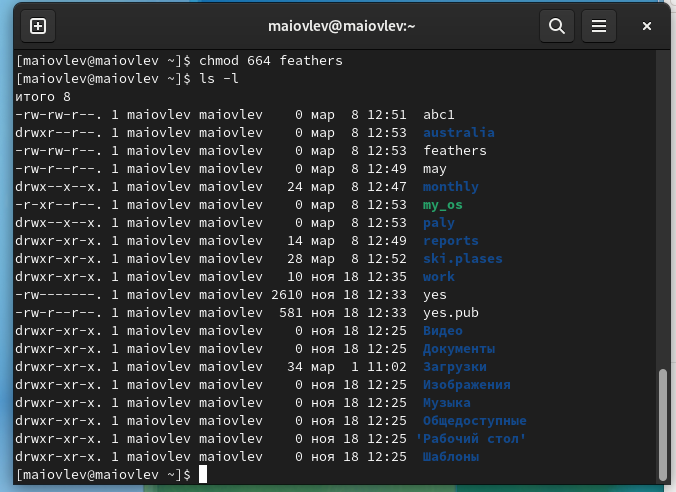 maiovlev@maiovlev:~
[maiovlev@maiovlev ~]$ chmod 664 feathers
[maiovlev@maiovlev ~]$ ls -l
итого 8
-rw-rw-r--. 1 maiovlev maiovlev    0 мар  8 12:51  abc1
drwxr--r--. 1 maiovlev maiovlev    0 мар  8 12:53  australia
-rw-rw-r--. 1 maiovlev maiovlev    0 мар  8 12:53  feathers
-rw-r--r--. 1 maiovlev maiovlev    0 мар  8 12:49  may
drwx--x--x. 1 maiovlev maiovlev   24 мар  8 12:47  monthly
-r-xr--r--. 1 maiovlev maiovlev    0 мар  8 12:53  my_os
drwx--x--x. 1 maiovlev maiovlev    0 мар  8 12:53  paly
drwxr-xr-x. 1 maiovlev maiovlev   14 мар  8 12:49  reports
drwxr-xr-x. 1 maiovlev maiovlev   28 мар  8 12:52  ski.plases
drwxr-xr-x. 1 maiovlev maiovlev   10 ноя 18 12:35  work
-rw-------. 1 maiovlev maiovlev 2610 ноя 18 12:33  yes
-rw-r--r--. 1 maiovlev maiovlev  581 ноя 18 12:33  yes.pub
drwxr-xr-x. 1 maiovlev maiovlev    0 ноя 18 12:25  Видео
drwxr-xr-x. 1 maiovlev maiovlev    0 ноя 18 12:25  Документы
drwxr-xr-x. 1 maiovlev maiovlev   34 мар  1 11:02  Загрузки
drwxr-xr-x. 1 maiovlev maiovlev    0 ноя 18 12:25  Изображения
drwxr-xr-x. 1 maiovlev maiovlev    0 ноя 18 12:25  Музыка
drwxr-xr-x. 1 maiovlev maiovlev    0 ноя 18 12:25  Общедоступные
drwxr-xr-x. 1 maiovlev maiovlev    0 ноя 18 12:25 'Рабочий стол'
drwxr-xr-x. 1 maiovlev maiovlev    0 ноя 18 12:25  Шаблоны
[maiovlev@maiovlev ~]$